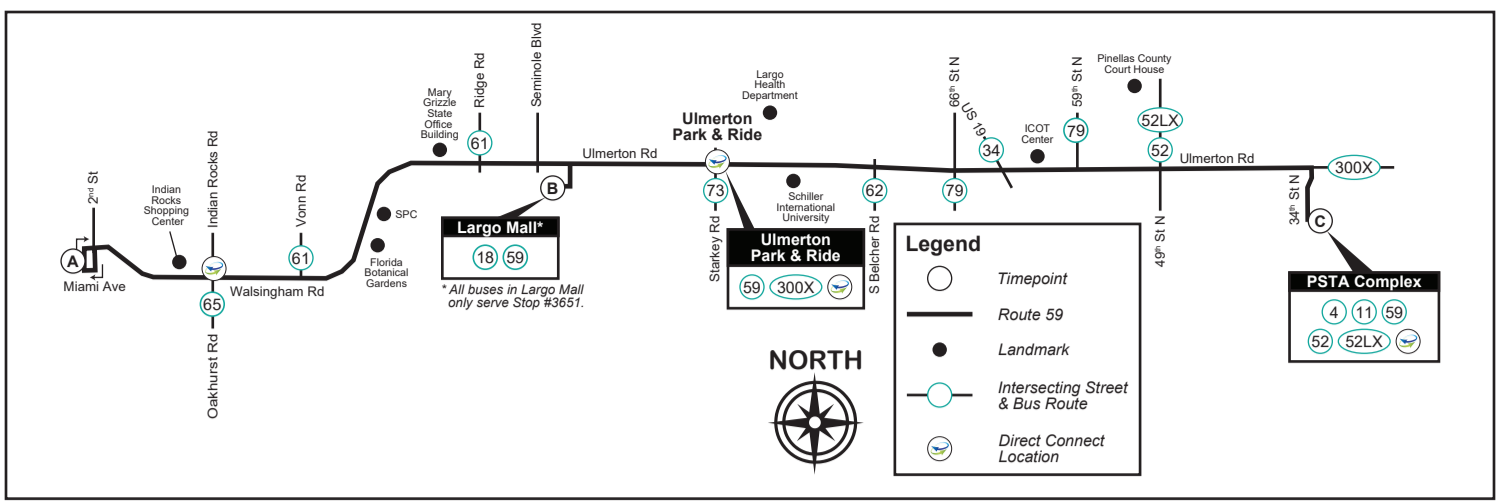 2nd St
A
Miami Ave
Indian
Rocks
Shopping
Center
Indian Rocks Rd
65
Oakhurst Rd
Walsingham Rd
Vonn Rd
61
SPC
Florida
Botanical
Gardens
Mary
Grizzle
State
Office
Building
Ridge Rd
61
Seminole Blvd
Ulmerton Rd
B
Largo Mall*
18 59
* All buses in Largo Mall
only serve Stop #3651.
Ulmerton
Park & Ride
Largo
Health
Department
73
Starkey Rd
Schiller
International
University
Ulmerton
Park & Ride
59 300X
62
S Belcher Rd
66th St N
79
US 19
34
ICOT
Center
59th St N
79
Pinellas County
Court House
52LX
52
49th St N
Ulmerton Rd
300X
34th St N
C
PSTA Complex
4 11 59
52 52LX
NORTH
Legend
Timepoint
Route 59
Landmark
Intersecting Street
& Bus Route
Direct Connect
Location